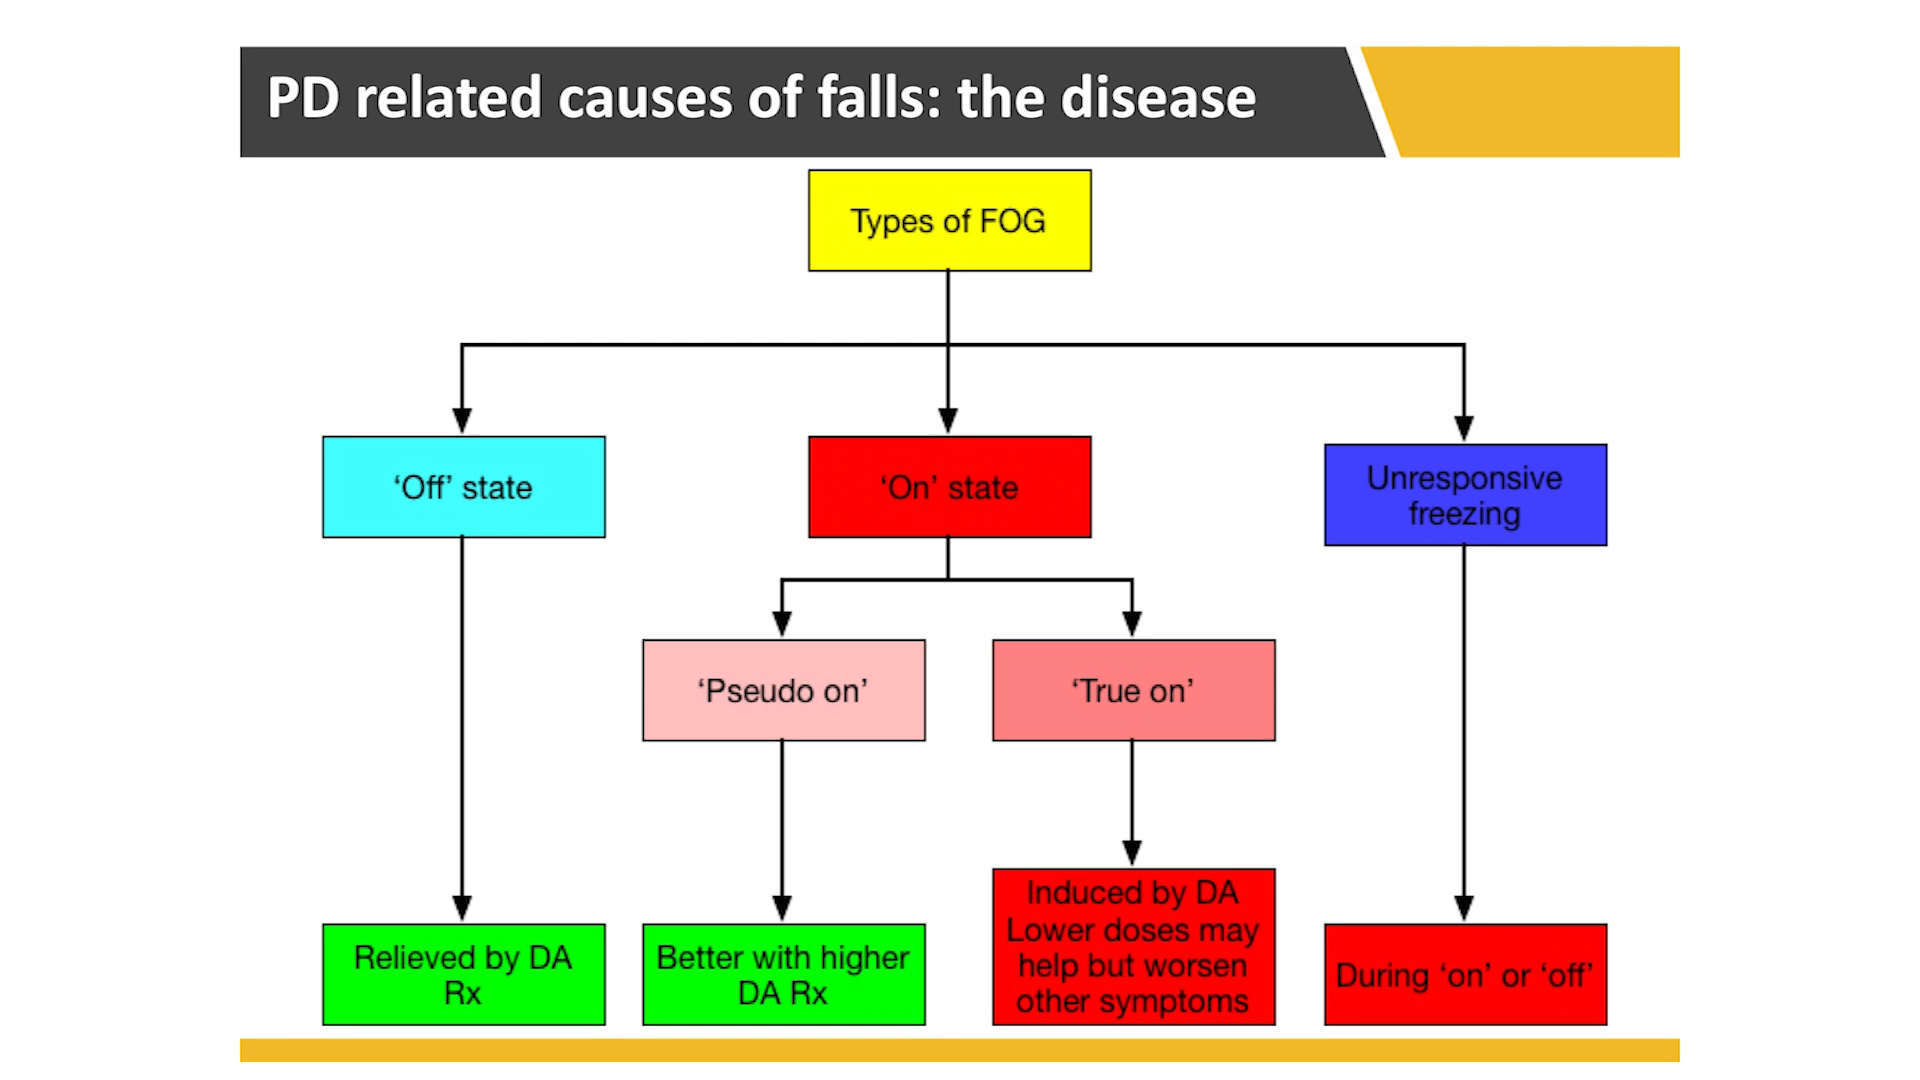 PD related causes of falls: the disease
Types of FOG
‘Off’ state
‘On’ state
Unresponsive
freezing
‘Pseudo on’
‘True on’
Relieved by DA
Rx
Better with higher
DA Rx
Induced by DA
Lower doses may
help but worsen
other symptoms
During ‘on’ or ‘off’